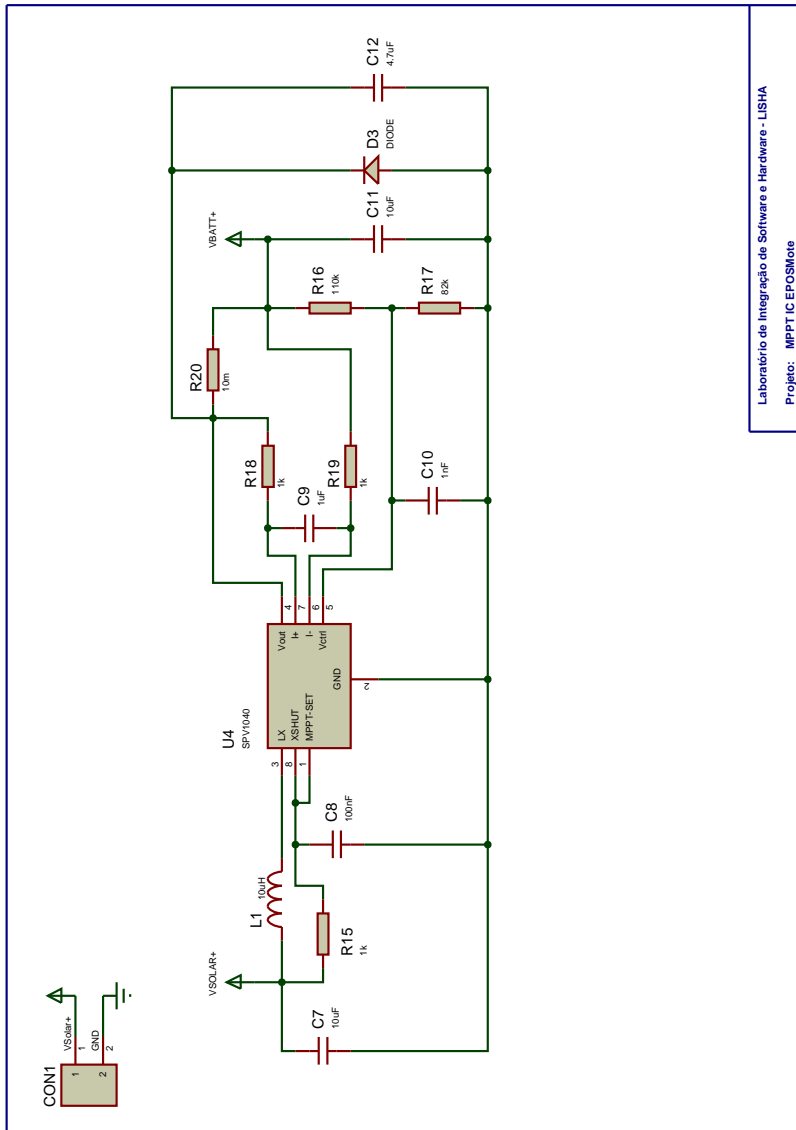 CON1
1
2
VSolar+
1
GND
2
VSOLAR+
C7
10uF
L1
10uH
R15
1k
C8
100nF
U4
SPV1040
3
8
1
LX
XSHUT
MPPT-SET
GND
2
Vout
I+
I-
Vctrl
4
7
6
5
C9
1uF
R18
1k
R19
1k
C10
1nF
R20
10m
VBATT+
R16
110k
R17
82k
C11
10uF
D3
DIODE
C12
4.7uF
Laboratório de Integração de Software e Hardware - LISHA
Projeto: MPPT IC EPOSMote